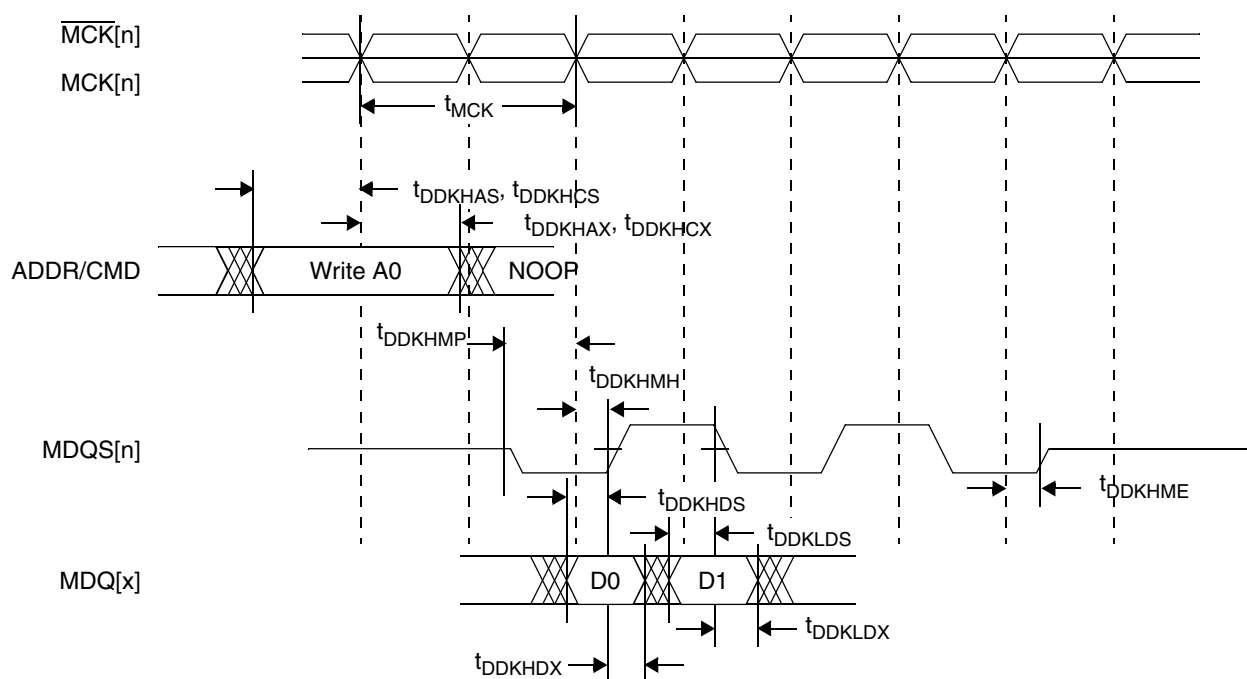 MCK[n]
MCK[n]
tMCK
tDDKHAS, tDDKHCS
tDDKHAX, tDDKHCX
ADDR/CMD
Write A0
NOOP
tDDKHMP
tDDKHMH
MDQS[n]
tDDKHDS
tDDKHME
tDDKLDS
MDQ[x]
D0
D1
tDDKLDX
tDDKHDX